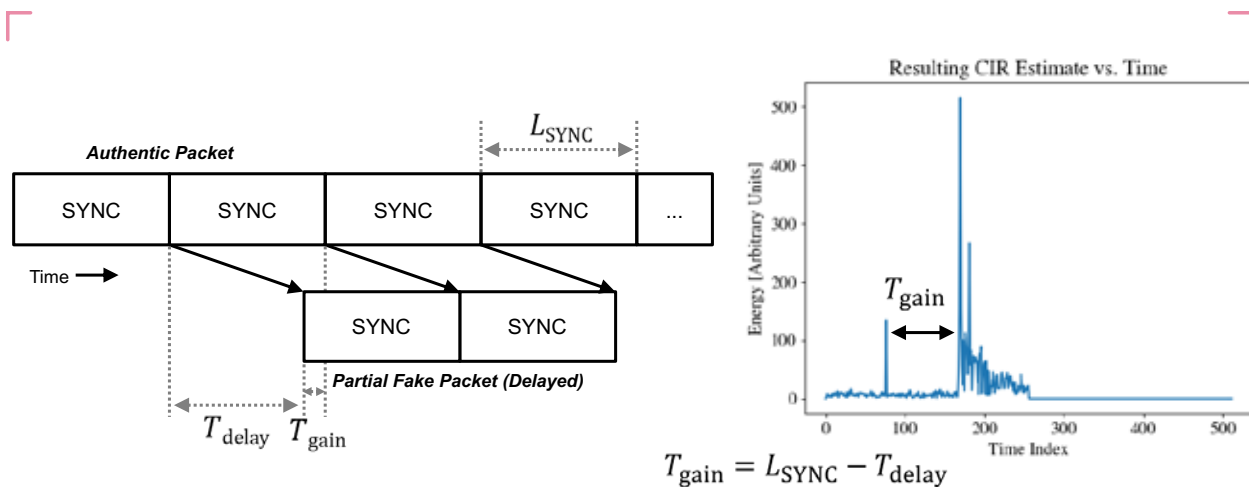 Authentic Packet
L_SYNC
SYNC
SYNC
SYNC
SYNC
...
Time
SYNC
SYNC
Partial Fake Packet (Delayed)
T_delay
T_gain
Resulting CIR Estimate vs. Time
Energy [Arbitrary Units]
500
400
300
200
100
0
T_gain
0
100
200
300
400
500
Time Index
T_gain = L_SYNC − T_delay